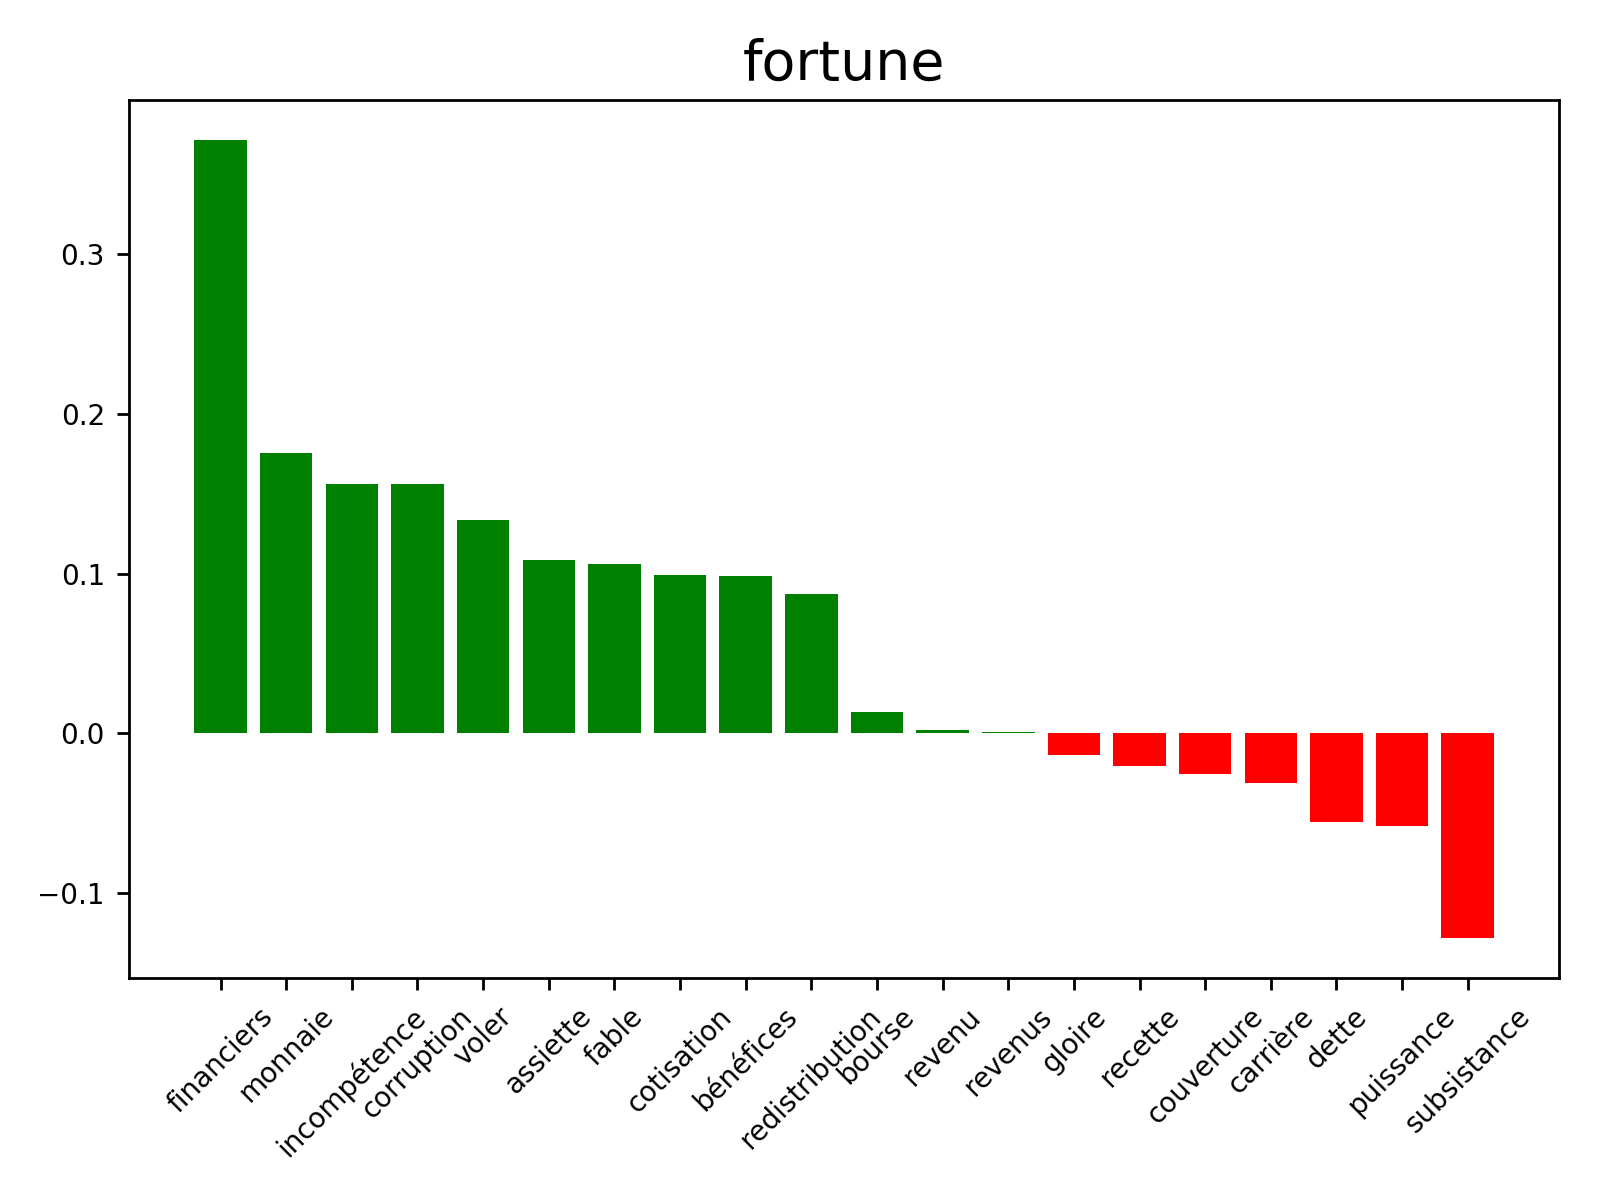 fortune
0.3
0.2
0.1
0.0
−0.1
financiers
monnaie
incompétence
corruption
voler
assiette
fable
cotisation
bénéfices
redistribution
bourse
revenu
revenus
gloire
recette
couverture
carrière
dette
puissance
subsistance